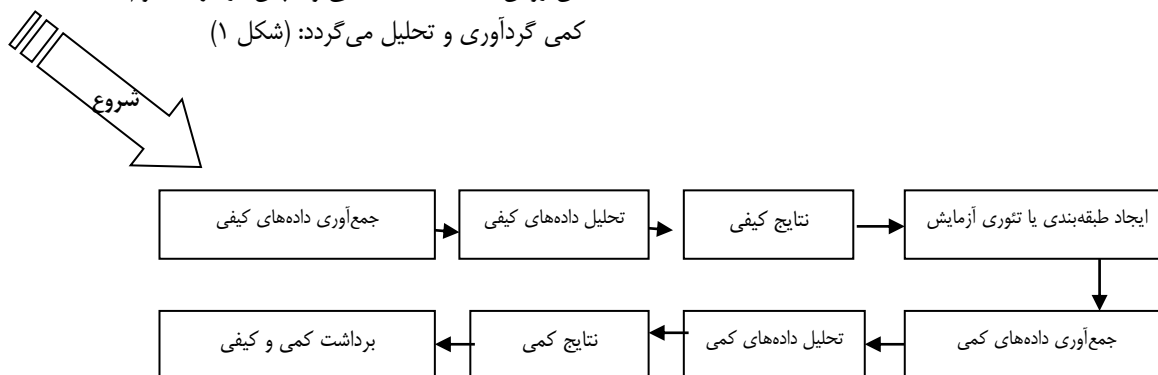 کمی گردآوری و تحلیل می‌گردد: (شکل ۱)
شروع
جمع‌آوری داده‌های کیفی
تحلیل داده‌های کیفی
نتایج کیفی
ایجاد طبقه‌بندی یا تئوری آزمایش
جمع‌آوری داده‌های کمی
تحلیل داده‌های کمی
نتایج کمی
برداشت کمی و کیفی